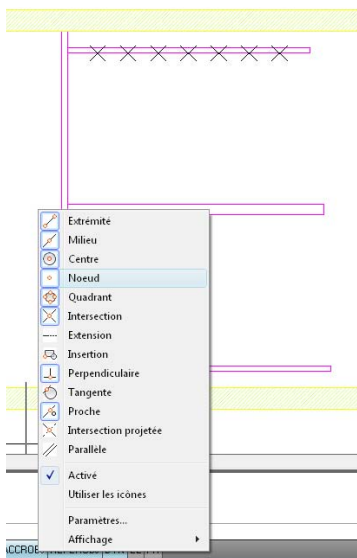 Extrémité
Milieu
Centre
Noeud
Quadrant
Intersection
Extension
Insertion
Perpendiculaire
Tangente
Proche
Intersection projetée
Parallèle
Activé
Utiliser les icônes
Paramètres...
Affichage